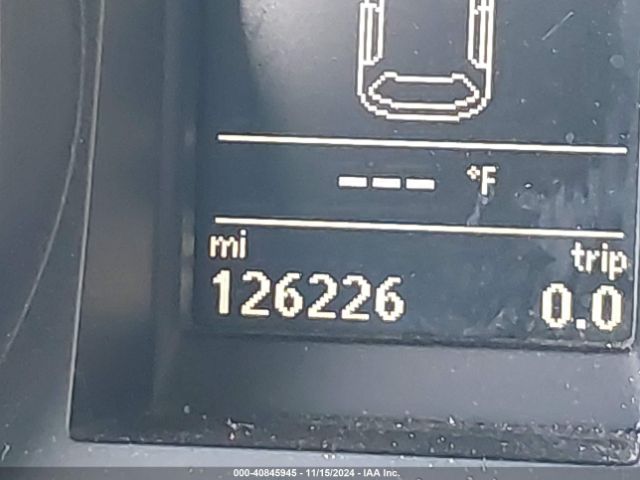 --- °F
mi trip
126226 0.0
000-40845945 - 11/15/2024 - IAA Inc.